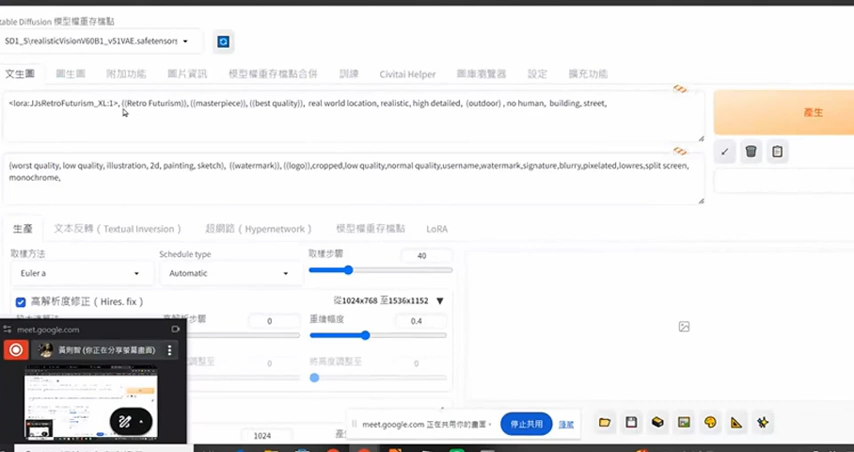 table Diffusion 模型權重存檔點
SD1_5\realisticVisionV60B1_v51VAE.safetensors
文生圖 圖生圖 附加功能 圖片資訊 模型權重存檔點合併 訓練 Civitai Helper 圖庫瀏覽器 設定 擴充功能
<lora:JJsRetroFuturism_XL:1>, ((Retro Futurism)), ((masterpiece)), ((best quality)), real world location, realistic, high detailed, (outdoor) , no human, building, street,
產生
(worst quality, low quality, illustration, 2d, painting, sketch), ((watermark)), ((logo)),cropped,low quality,normal quality,username,watermark,signature,blurry,pixelated,lowres,split screen,
monochrome,
生產 文本反轉 ( Textual Inversion ) 超網路 ( Hypernetwork ) 模型權重存檔點 LoRA
取樣方法 Schedule type 取樣步驟 40
Euler a Automatic
高解析度修正 ( Hires. fix ) 從1024x768 至1536x1152
0 重繪幅度 0.4
meet.google.com
黃則智 (你正在分享螢幕畫面)
0 將高度調整至 0
1024
meet.google.com 正在共用你的畫面。 停止共用 隱藏